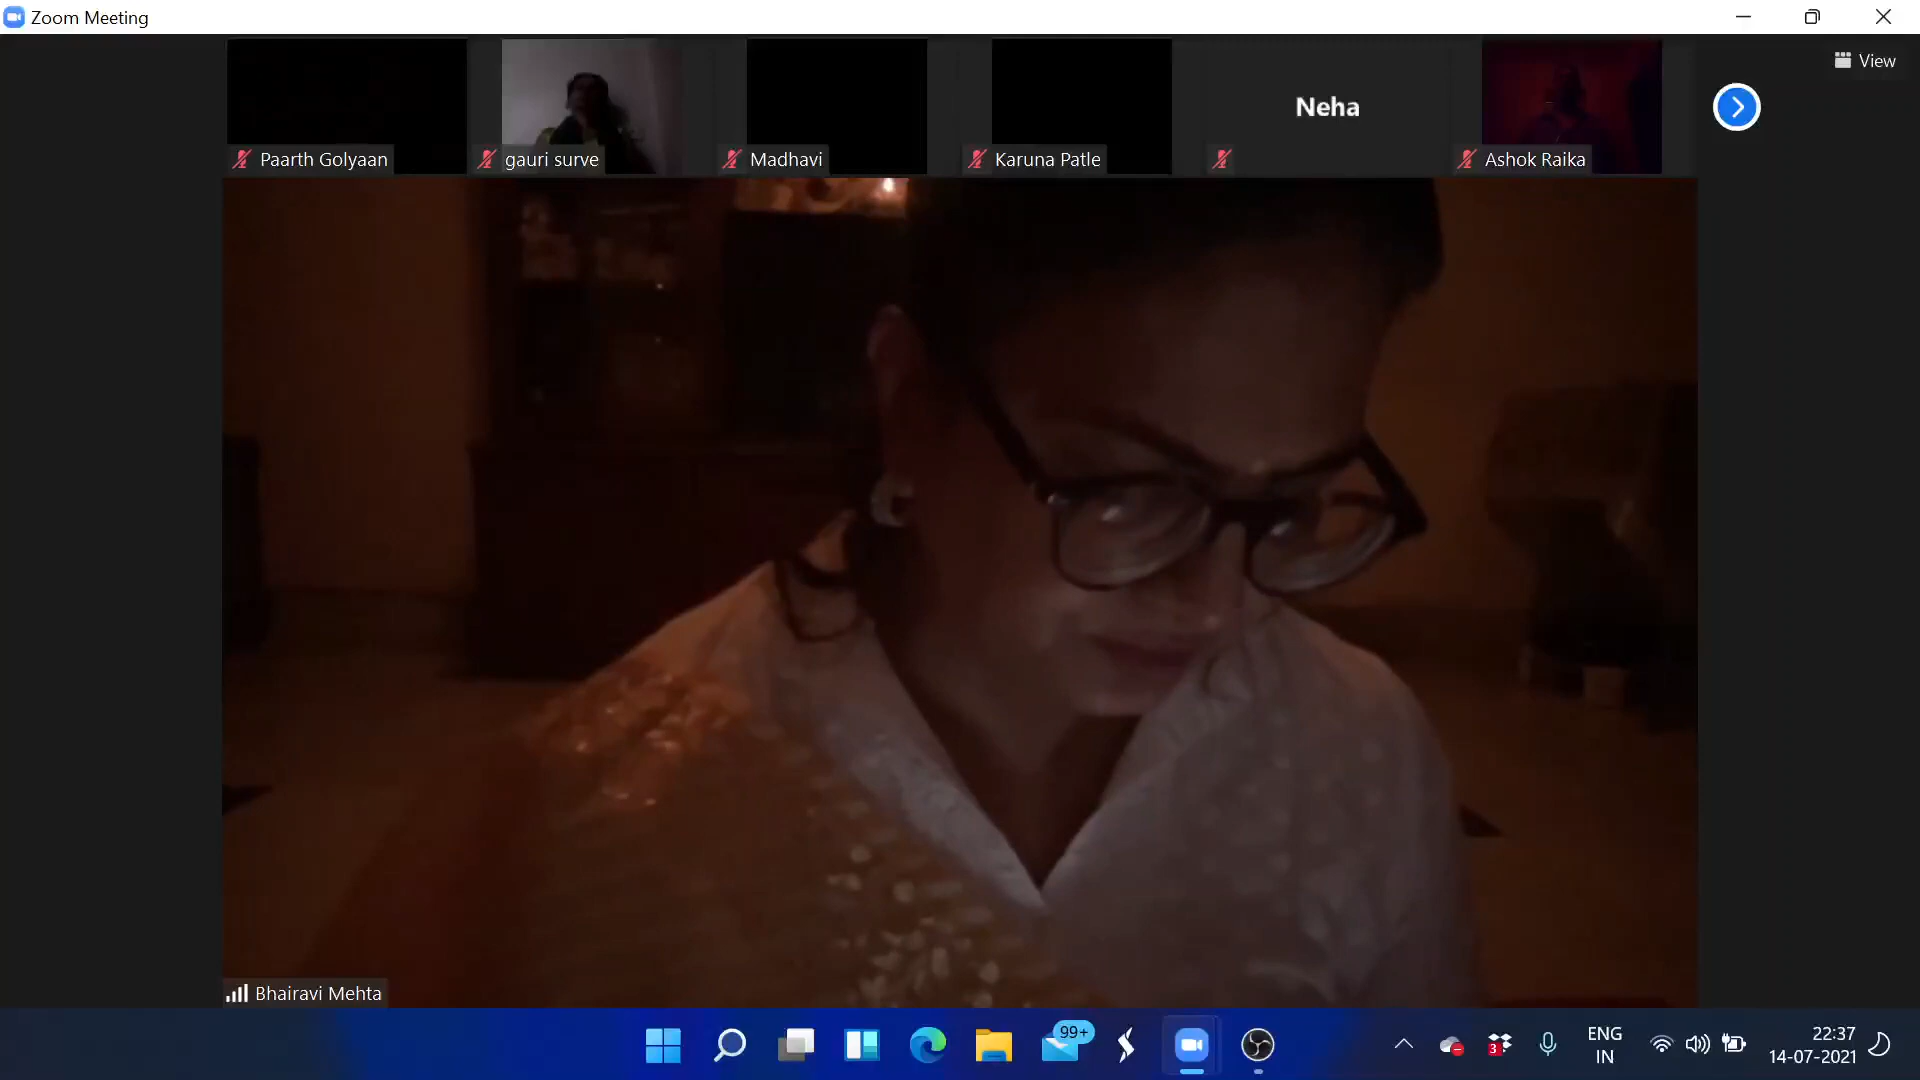 Zoom Meeting
View
Paarth Golyaan
gauri surve
Madhavi
Karuna Patle
Neha
Ashok Raika
Bhairavi Mehta
99+
3
ENG
IN
22:37
14-07-2021